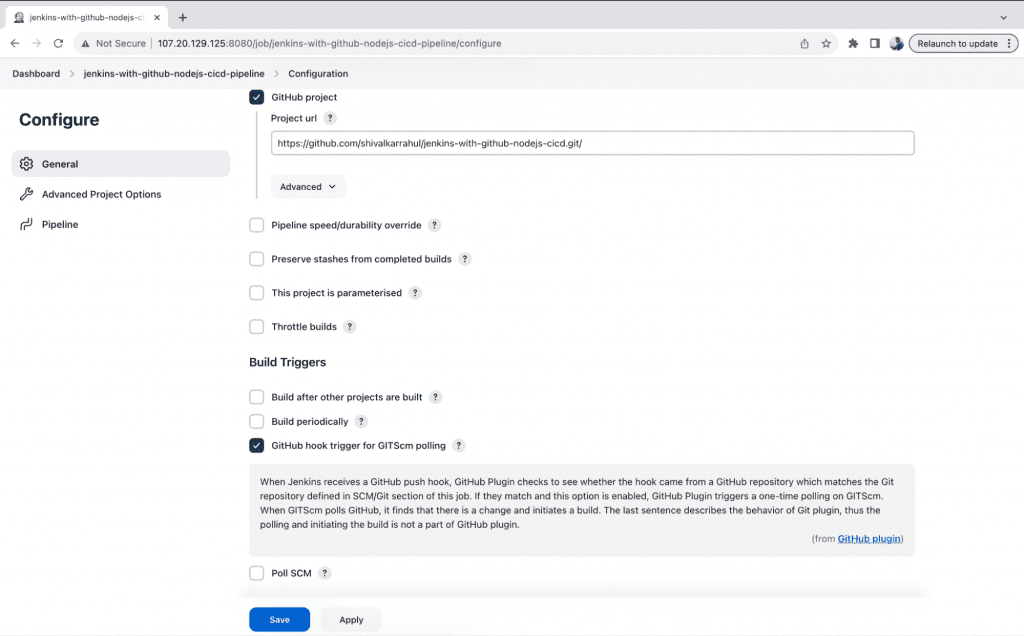 jenkins-with-github-nodejs-ci
Not Secure
107.20.129.125:8080/job/jenkins-with-github-nodejs-cicd-pipeline/configure
Relaunch to update
Dashboard
jenkins-with-github-nodejs-cicd-pipeline
Configuration
Configure
General
Advanced Project Options
Pipeline
GitHub project
Project url ?
https://github.com/shivalkarrahul/jenkins-with-github-nodejs-cicd.git/
Advanced
Pipeline speed/durability override ?
Preserve stashes from completed builds ?
This project is parameterised ?
Throttle builds ?
Build Triggers
Build after other projects are built ?
Build periodically ?
GitHub hook trigger for GITScm polling ?
When Jenkins receives a GitHub push hook, GitHub Plugin checks to see whether the hook came from a GitHub repository which matches the Git
repository defined in SCM/Git section of this job. If they match and this option is enabled, GitHub Plugin triggers a one-time polling on GITScm.
When GITScm polls GitHub, it finds that there is a change and initiates a build. The last sentence describes the behavior of Git plugin, thus the
polling and initiating the build is not a part of GitHub plugin.
(from GitHub plugin)
Poll SCM ?
Save
Apply